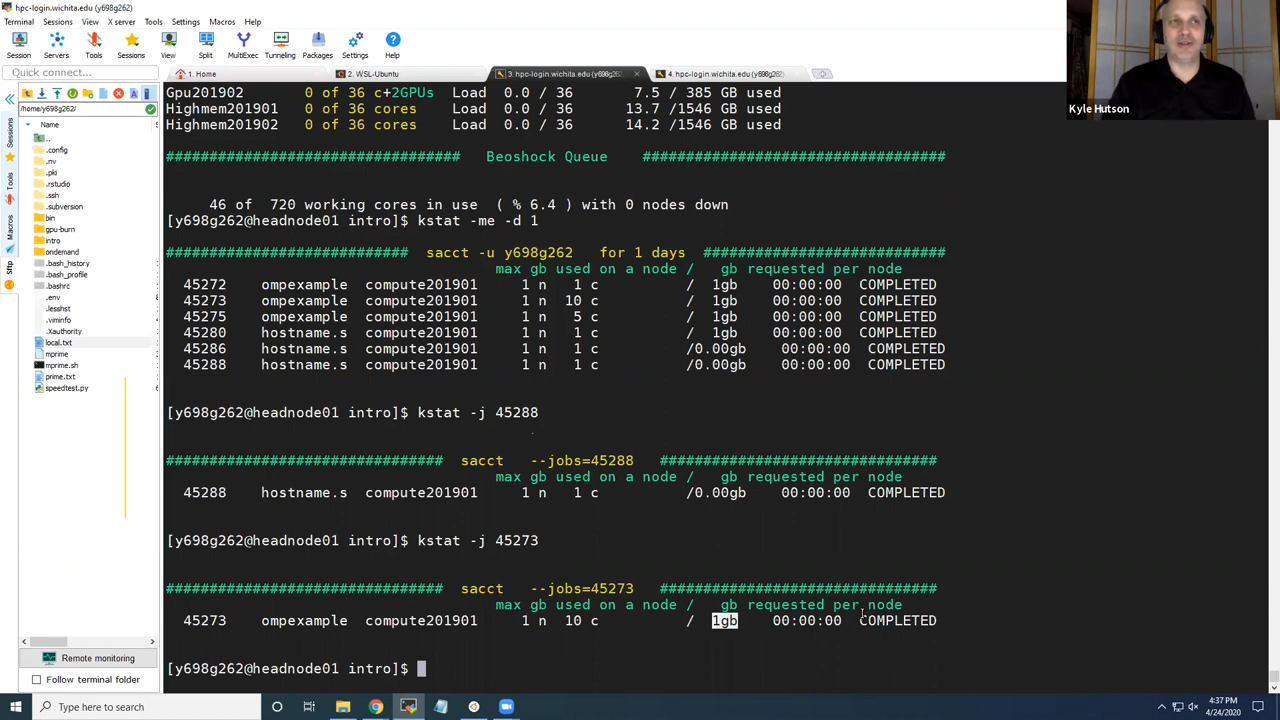 hpc-login.wichita.edu (y698g262)
Terminal Sessions View X server Tools Settings Macros Help
Session Servers Tools Sessions View Split MultiExec Tunneling Packages Settings Help
Quick connect...
1. Home
2. WSL-Ubuntu
3. hpc-login.wichita.edu (y698g262)
4. hpc-login.wichita.edu (y698g262)
/home/y698g262/
Name
..
.config
.nv
.pki
.rstudio
.ssh
.subversion
bin
gpu-burn
intro
ondemand
.bash_history
.bash_profile
.bashrc
.env
.lesshst
.viminfo
.Xauthority
local.txt
mprime
mprime.sh
prime.txt
speedtest.py
Sessions
Tools
Macros
Sftp
Remote monitoring
Follow terminal folder
Gpu201902 0 of 36 c+2GPUs Load 0.0 / 36 7.5 / 385 GB used
Highmem201901 0 of 36 cores Load 0.0 / 36 13.7 /1546 GB used
Highmem201902 0 of 36 cores Load 0.0 / 36 14.2 /1546 GB used
################################## Beoshock Queue ###################################
46 of 720 working cores in use ( % 6.4 ) with 0 nodes down
[y698g262@headnode01 intro]$ kstat -me -d 1
############################ sacct -u y698g262 for 1 days ############################
max gb used on a node / gb requested per node
45272 ompexample compute201901 1 n 1 c / 1gb 00:00:00 COMPLETED
45273 ompexample compute201901 1 n 10 c / 1gb 00:00:00 COMPLETED
45275 ompexample compute201901 1 n 5 c / 1gb 00:00:00 COMPLETED
45280 hostname.s compute201901 1 n 1 c / 1gb 00:00:00 COMPLETED
45286 hostname.s compute201901 1 n 1 c /0.00gb 00:00:00 COMPLETED
45288 hostname.s compute201901 1 n 1 c /0.00gb 00:00:00 COMPLETED
[y698g262@headnode01 intro]$ kstat -j 45288
################################ sacct --jobs=45288 ################################
max gb used on a node / gb requested per node
45288 hostname.s compute201901 1 n 1 c /0.00gb 00:00:00 COMPLETED
[y698g262@headnode01 intro]$ kstat -j 45273
################################ sacct --jobs=45273 ################################
max gb used on a node / gb requested per node
45273 ompexample compute201901 1 n 10 c / 1gb 00:00:00 COMPLETED
[y698g262@headnode01 intro]$
Kyle Hutson
Type here to search
4:37 PM
4/24/2020